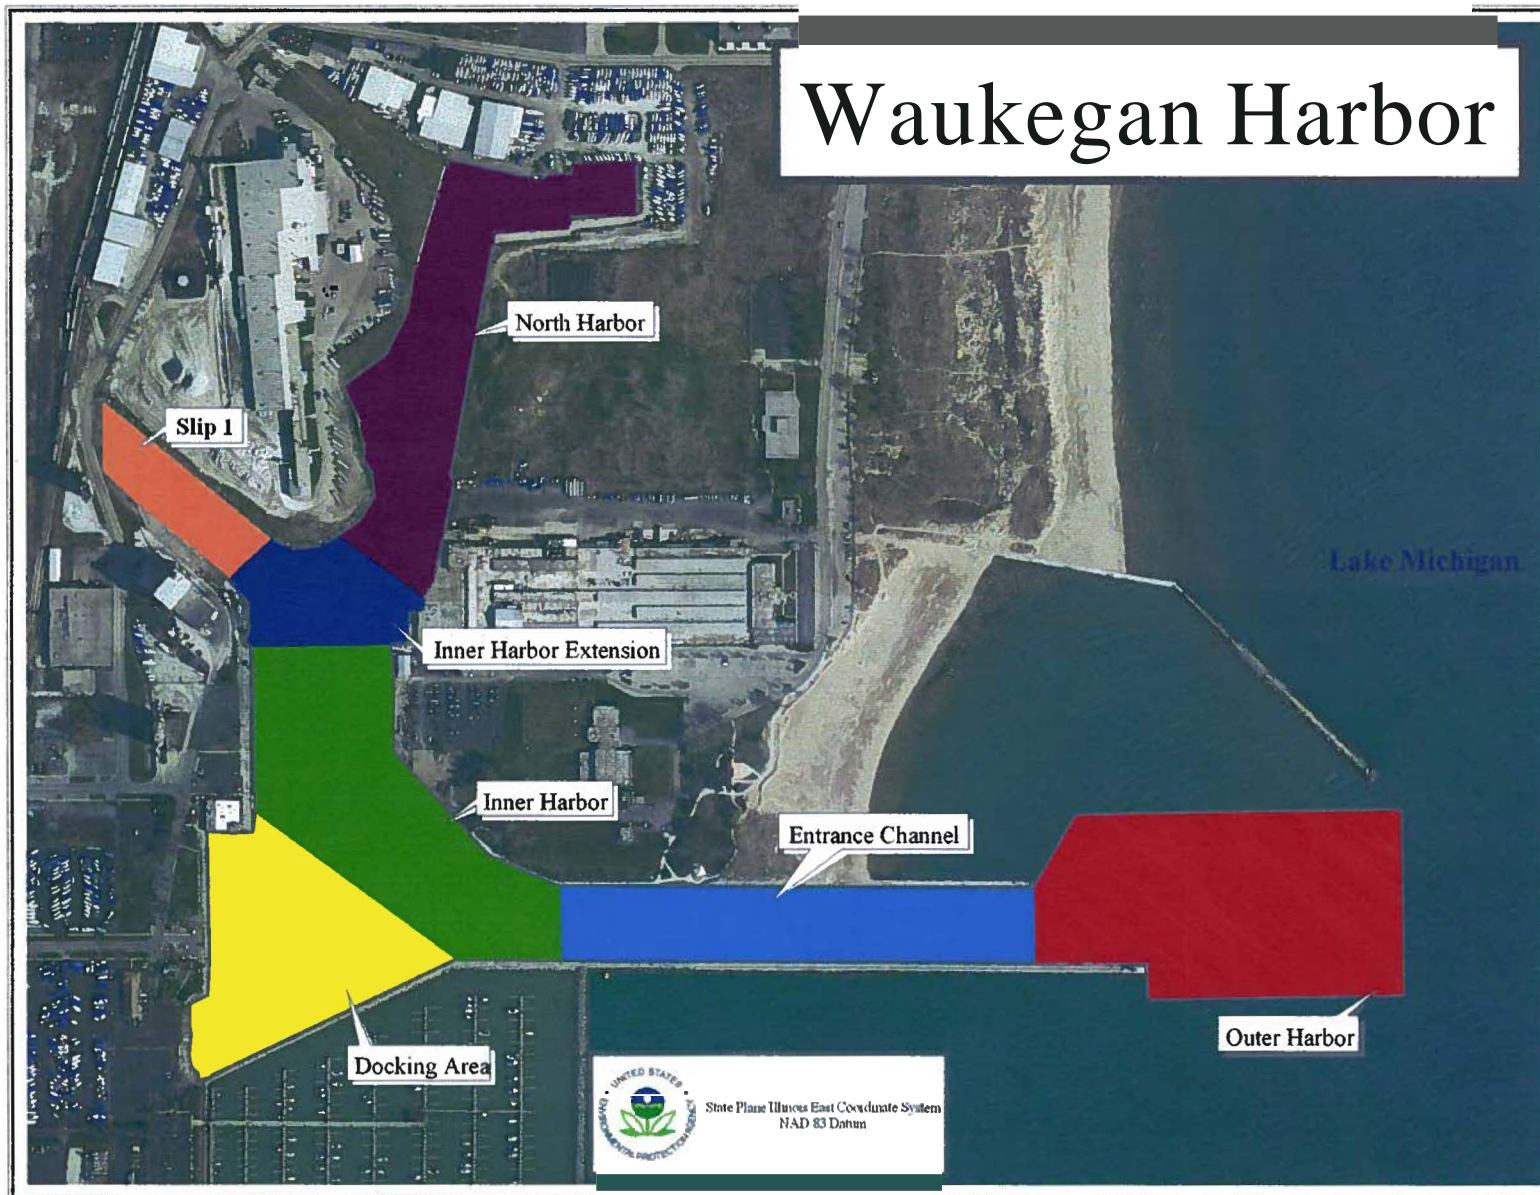 Waukegan Harbor
North Harbor
Slip 1
Lake Michigan
Inner Harbor Extension
Inner Harbor
Entrance Channel
Outer Harbor
Docking Area
UNITED STATES
ENVIRONMENTAL PROTECTION AGENCY
State Plane Illinois East Coordinate System
NAD 83 Datum